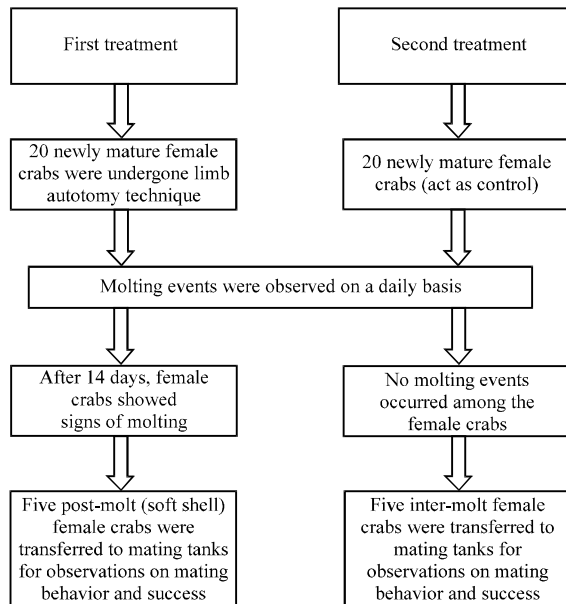 First treatment
Second treatment
20 newly mature female
crabs were undergone limb
autotomy technique
20 newly mature female
crabs (act as control)
Molting events were observed on a daily basis
After 14 days, female
crabs showed
signs of molting
No molting events
occurred among the
female crabs
Five post-molt (soft shell)
female crabs were
transferred to mating tanks
for observations on mating
behavior and success
Five inter-molt female
crabs were transferred to
mating tanks for
observations on mating
behavior and success